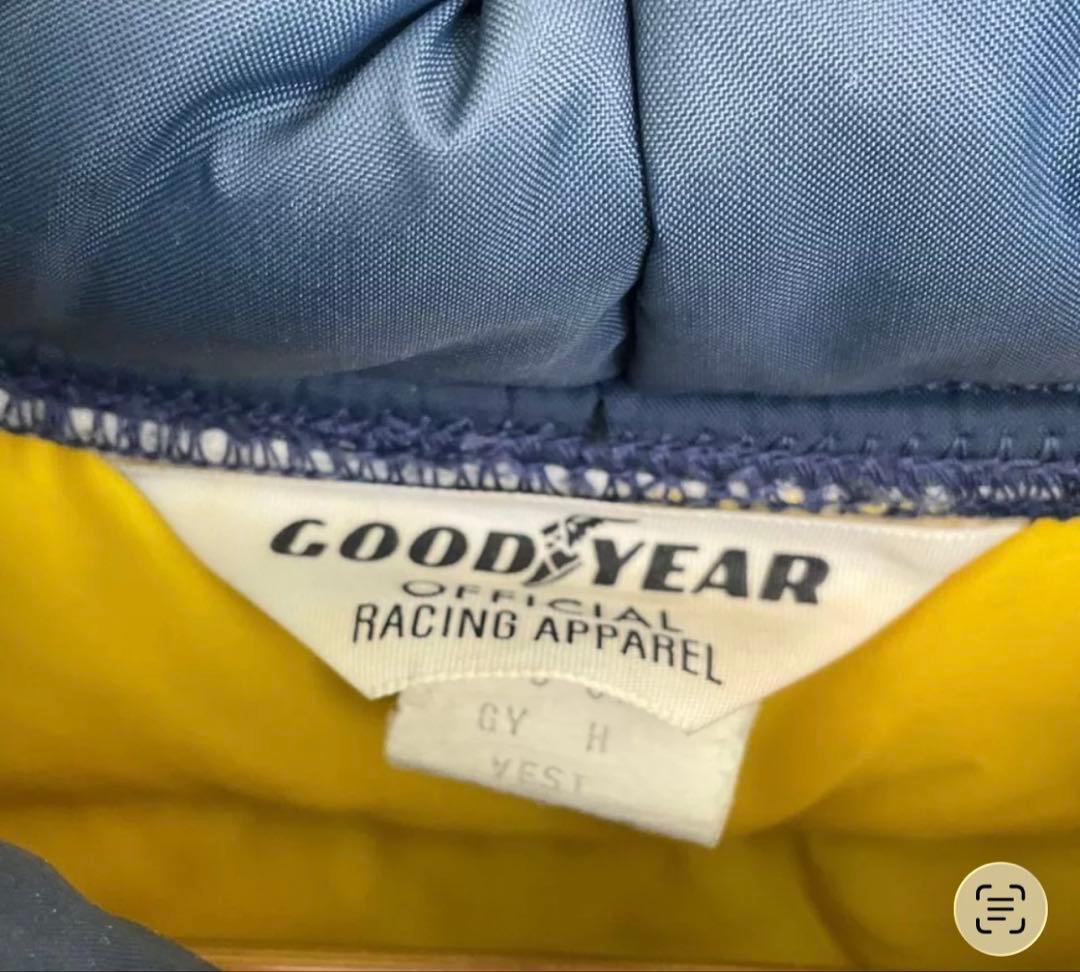 GOODYEAR
OFFICIAL
RACING APPAREL
GY H
VEST